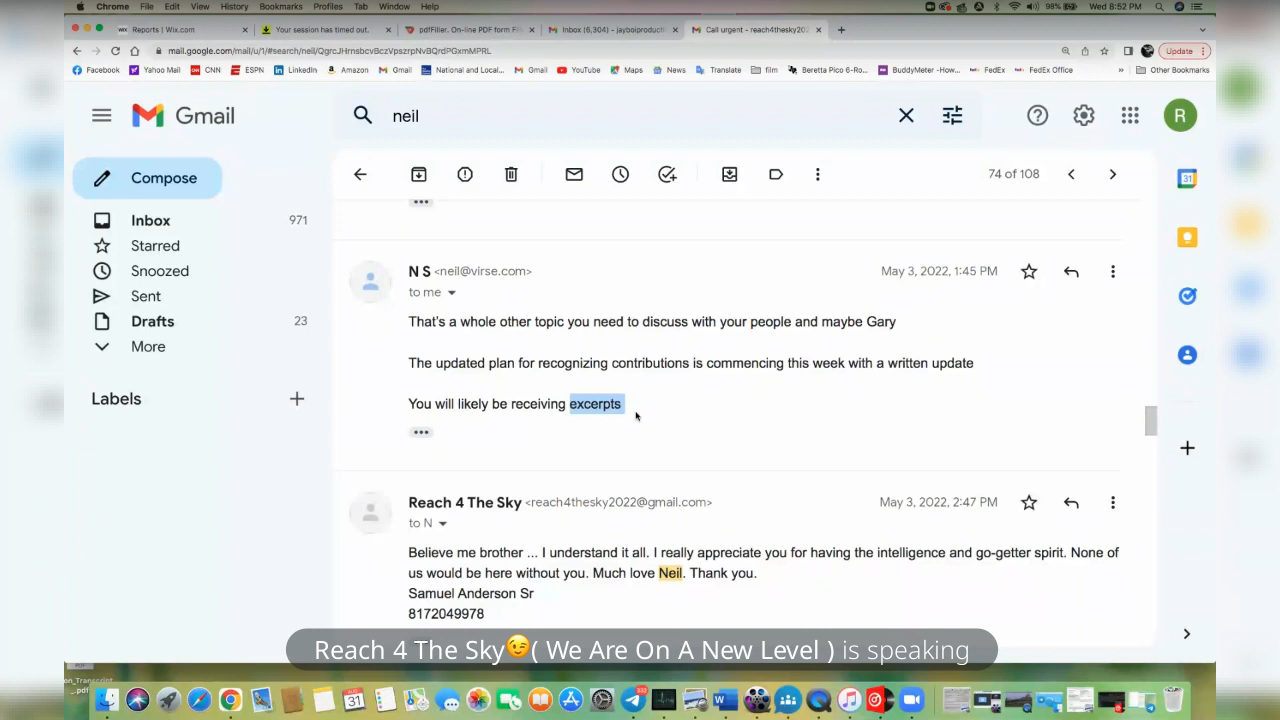 Chrome File Edit View History Bookmarks Profiles Tab Window Help 98% Wed 8:52 PM
Reports | Wix.com Your session has timed out. pdfFiller. On-line PDF form Fil Inbox (6,304) - jayboiproducti Call urgent - reach4thesky202
mail.google.com/mail/u/1/#search/neil/QgrcJHrnsbcvBczVpszrpNvBQrdPGxmMPRL Update
Facebook Yahoo Mail CNN ESPN LinkedIn Amazon Gmail National and Local... Gmail YouTube Maps News Translate film Beretta Pico 6-Ro... BuddyMeter -How... FedEx FedEx Office » Other Bookmarks
Gmail neil R
Compose 74 of 108
Inbox 971
Starred
Snoozed
Sent
Drafts 23
More
Labels
N S <neil@virse.com> May 3, 2022, 1:45 PM
to me
That's a whole other topic you need to discuss with your people and maybe Gary
The updated plan for recognizing contributions is commencing this week with a written update
You will likely be receiving excerpts
Reach 4 The Sky <reach4thesky2022@gmail.com> May 3, 2022, 2:47 PM
to N
Believe me brother ... I understand it all. I really appreciate you for having the intelligence and go-getter spirit. None of
us would be here without you. Much love Neil. Thank you.
Samuel Anderson Sr
8172049978
Reach 4 The Sky😉( We Are On A New Level ) is speaking
on_Transcript
....pdf